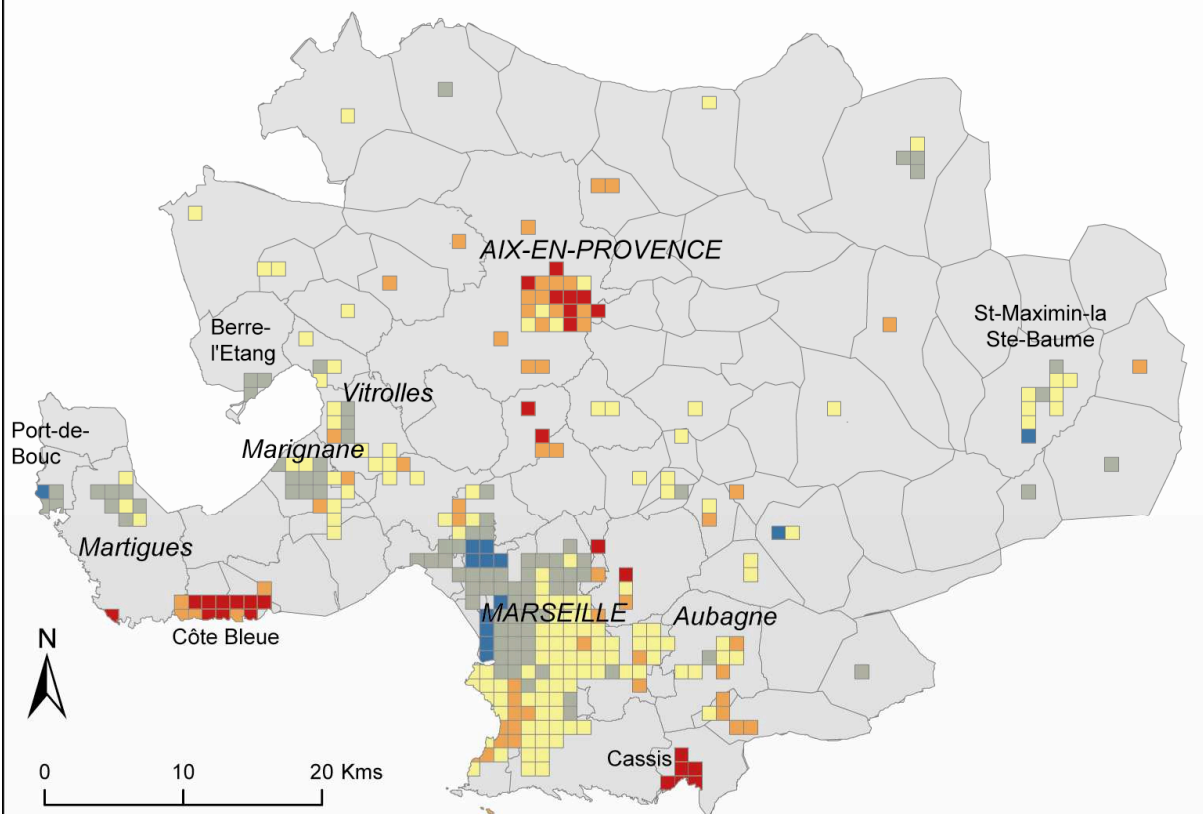 AIX-EN-PROVENCE
St-Maximin-la
Ste-Baume
Berre-
l'Etang
Vitrolles
Port-de-
Bouc
Marignane
Martigues
MARSEILLE
Aubagne
Côte Bleue
N
Cassis
0 10 20 Kms